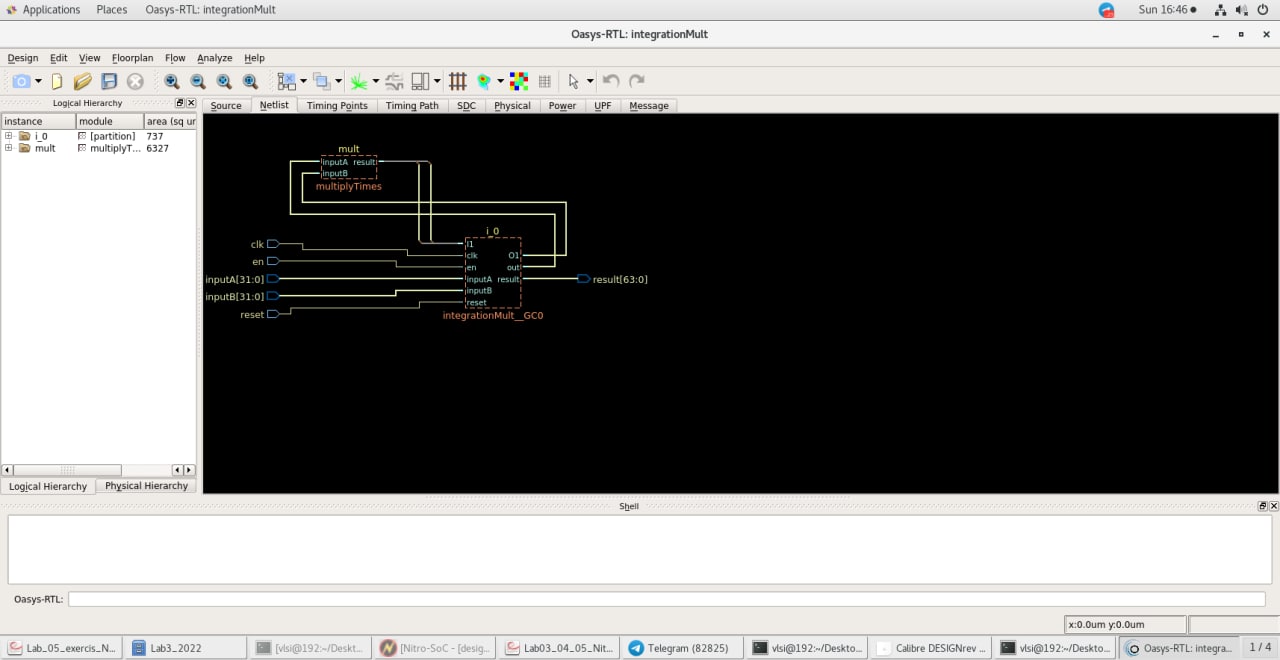 Applications Places Oasys-RTL: integrationMult Sun 16:46
Oasys-RTL: integrationMult
Design Edit View Floorplan Flow Analyze Help
Logical Hierarchy
Source Netlist Timing Points Timing Path SDC Physical Power UPF Message
instance module area (sq ur
i_0 [partition] 737
mult multiplyT... 6327
mult
inputA result
inputB
multiplyTimes
i_0
clk
en
inputA[31:0]
inputB[31:0]
reset
I1
clk O1
en out
inputA result
inputB
reset
result[63:0]
integrationMult__GC0
Logical Hierarchy Physical Hierarchy
Shell
Oasys-RTL:
x:0.0um y:0.0um
Lab_05_exercis_N... Lab3_2022 [vlsi@192:~/Deskt... [Nitro-SoC - [desig... Lab03_04_05_Nit... Telegram (82825) vlsi@192:~/Deskto... Calibre DESIGNrev ... vlsi@192:~/Deskto... Oasys-RTL: integra... 1 / 4